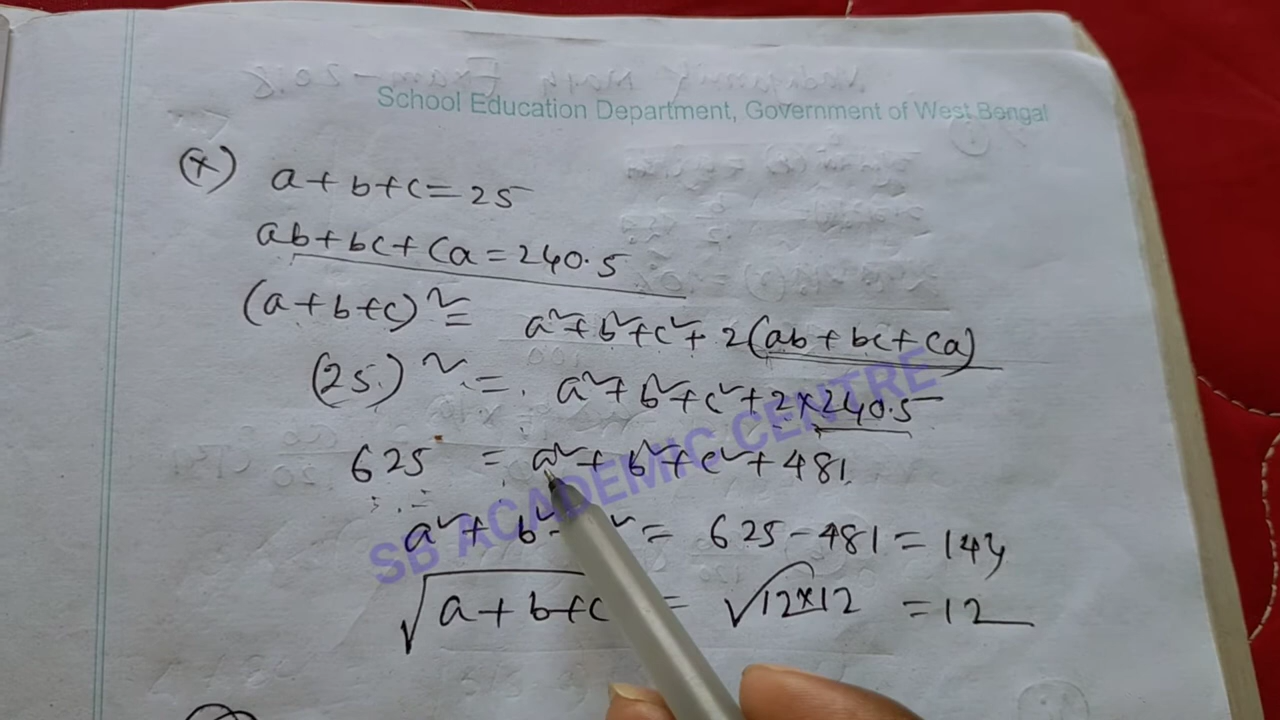 School Education Department, Government of West Bengal
(x) a+b+c=25
ab+bc+ca=240.5
(a+b+c)²= a²+b²+c²+2(ab+bc+ca)
(25)²= a²+b²+c²+2×240.5
625 = a²+b²+c²+481
a²+b² ² = 625-481=144
√a+b+c = √12×12 =12
SB ACADEMIC CENTRE